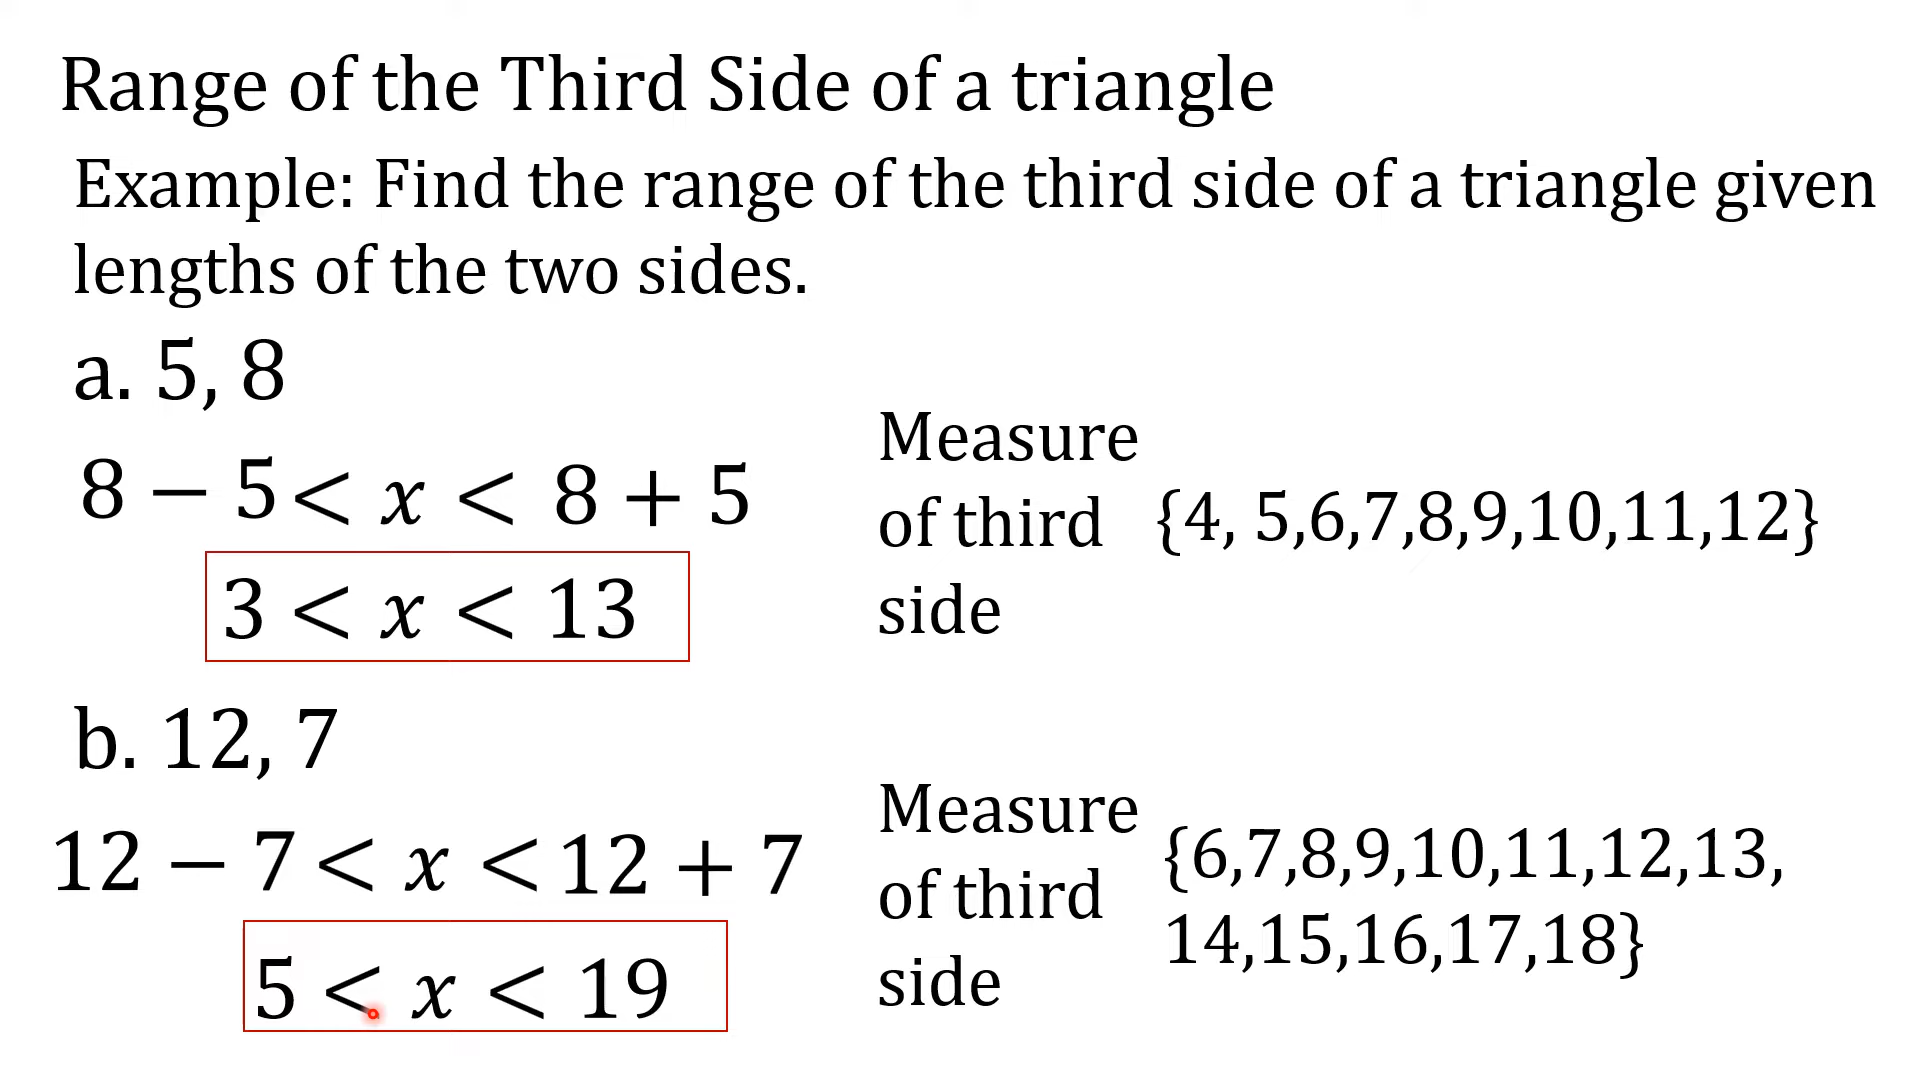 Range of the Third Side of a triangle
Example: Find the range of the third side of a triangle given
lengths of the two sides.
a. 5, 8
8 − 5 < x < 8 + 5
3 < x < 13
Measure
of third
side
{4, 5,6,7,8,9,10,11,12}
b. 12, 7
12 − 7 < x < 12 + 7
5 < x < 19
Measure
of third
side
{6,7,8,9,10,11,12,13,
14,15,16,17,18}